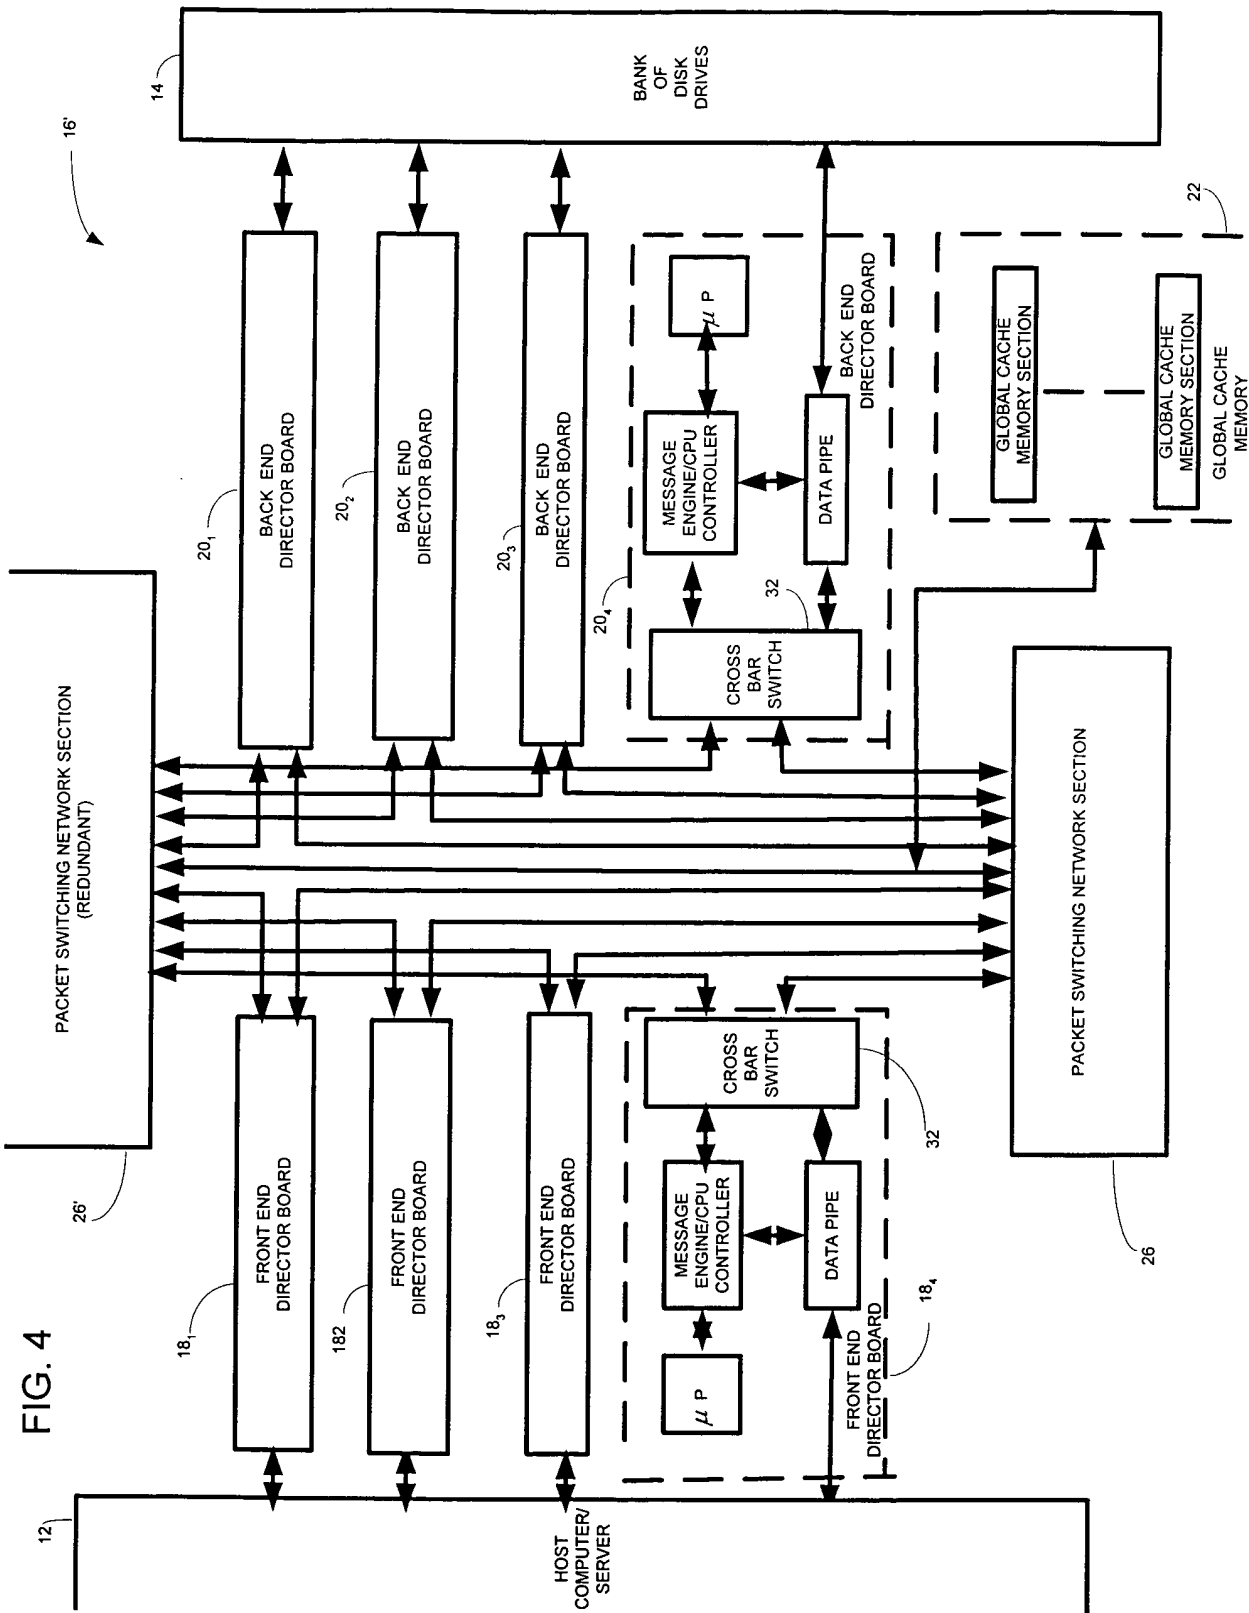 FIG. 4
16'
14
BANK
OF
DISK
DRIVES
PACKET SWITCHING NETWORK SECTION
(REDUNDANT)
26'
12
HOST
COMPUTER/
SERVER
18₁
FRONT END
DIRECTOR BOARD
182
FRONT END
DIRECTOR BOARD
18₃
FRONT END
DIRECTOR BOARD
μ P
MESSAGE
ENGINE/CPU
CONTROLLER
DATA PIPE
CROSS
BAR
SWITCH
32
FRONT END
DIRECTOR BOARD
18₄
20₁
BACK END
DIRECTOR BOARD
20₂
BACK END
DIRECTOR BOARD
20₃
BACK END
DIRECTOR BOARD
20₄
CROSS
BAR
SWITCH
32
MESSAGE
ENGINE/CPU
CONTROLLER
DATA PIPE
μ P
BACK END
DIRECTOR BOARD
PACKET SWITCHING NETWORK SECTION
26
22
GLOBAL CACHE
MEMORY SECTION
GLOBAL CACHE
MEMORY SECTION
GLOBAL CACHE
MEMORY